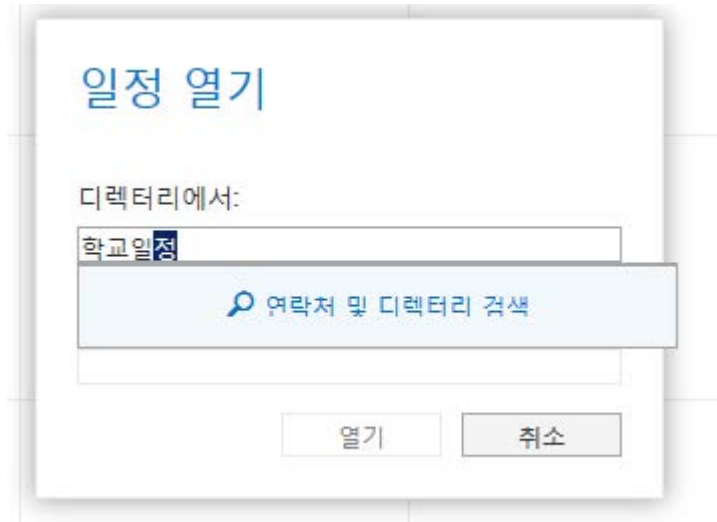 일정 열기
디렉터리에서:
학교일정
연락처 및 디렉터리 검색
열기 취소